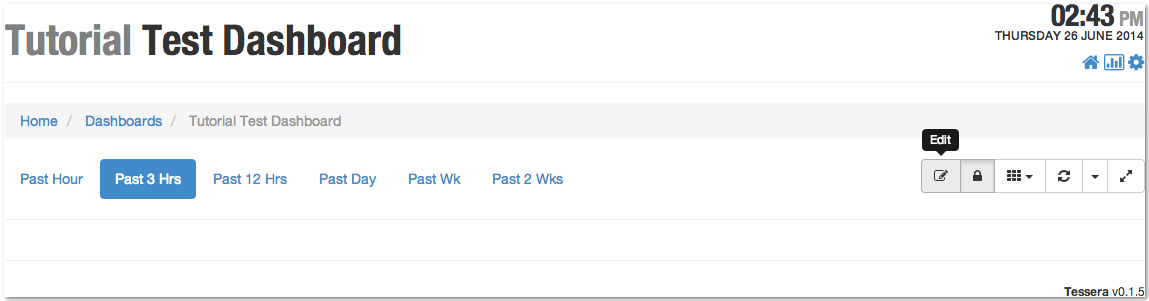 02:43 PM
Tutorial Test Dashboard
THURSDAY 26 JUNE 2014
Home / Dashboards / Tutorial Test Dashboard
Edit
Past Hour Past 3 Hrs Past 12 Hrs Past Day Past Wk Past 2 Wks
Tessera v0.1.5